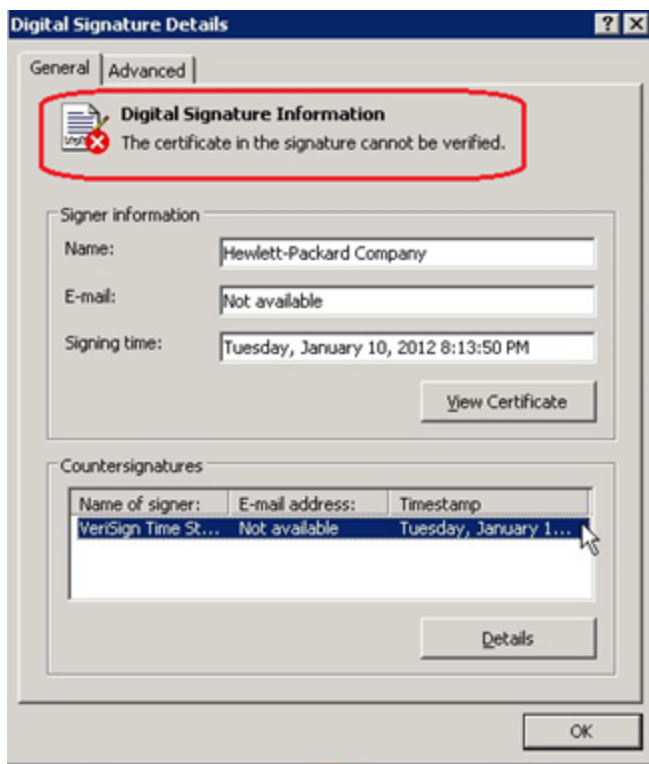 Digital Signature Details
General Advanced
Digital Signature Information
The certificate in the signature cannot be verified.
Signer information
Name: Hewlett-Packard Company
E-mail: Not available
Signing time: Tuesday, January 10, 2012 8:13:50 PM
View Certificate
Countersignatures
Name of signer: E-mail address: Timestamp
VeriSign Time St... Not available Tuesday, January 1...
Details
OK